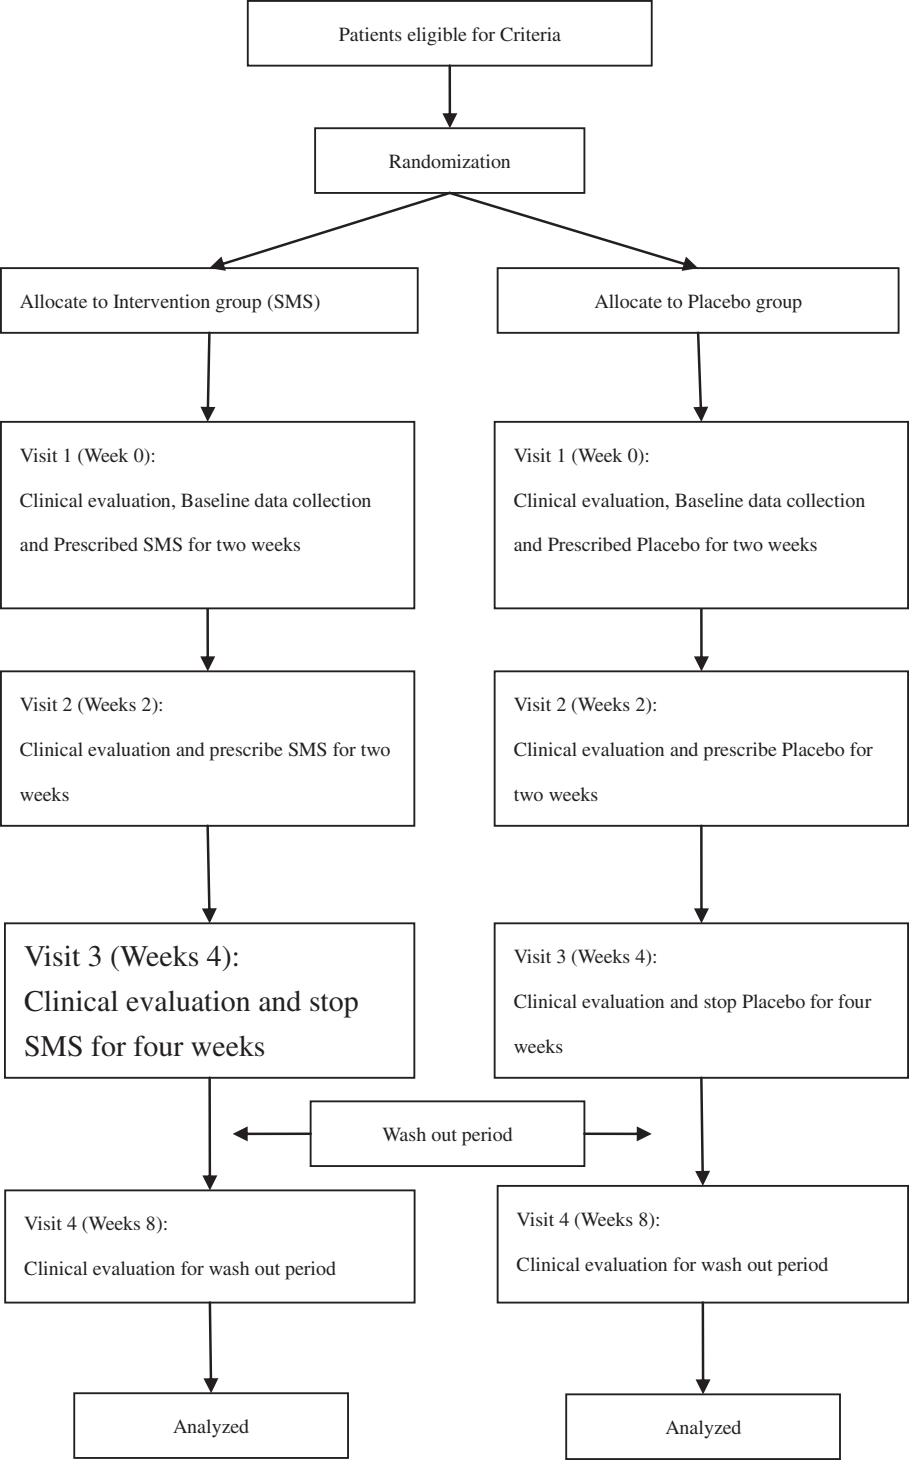 Patients eligible for Criteria
Randomization
Allocate to Intervention group (SMS)
Allocate to Placebo group
Visit 1 (Week 0):
Clinical evaluation, Baseline data collection
and Prescribed SMS for two weeks
Visit 1 (Week 0):
Clinical evaluation, Baseline data collection
and Prescribed Placebo for two weeks
Visit 2 (Weeks 2):
Clinical evaluation and prescribe SMS for two
weeks
Visit 2 (Weeks 2):
Clinical evaluation and prescribe Placebo for
two weeks
Visit 3 (Weeks 4):
Clinical evaluation and stop
SMS for four weeks
Visit 3 (Weeks 4):
Clinical evaluation and stop Placebo for four
weeks
Wash out period
Visit 4 (Weeks 8):
Clinical evaluation for wash out period
Visit 4 (Weeks 8):
Clinical evaluation for wash out period
Analyzed
Analyzed